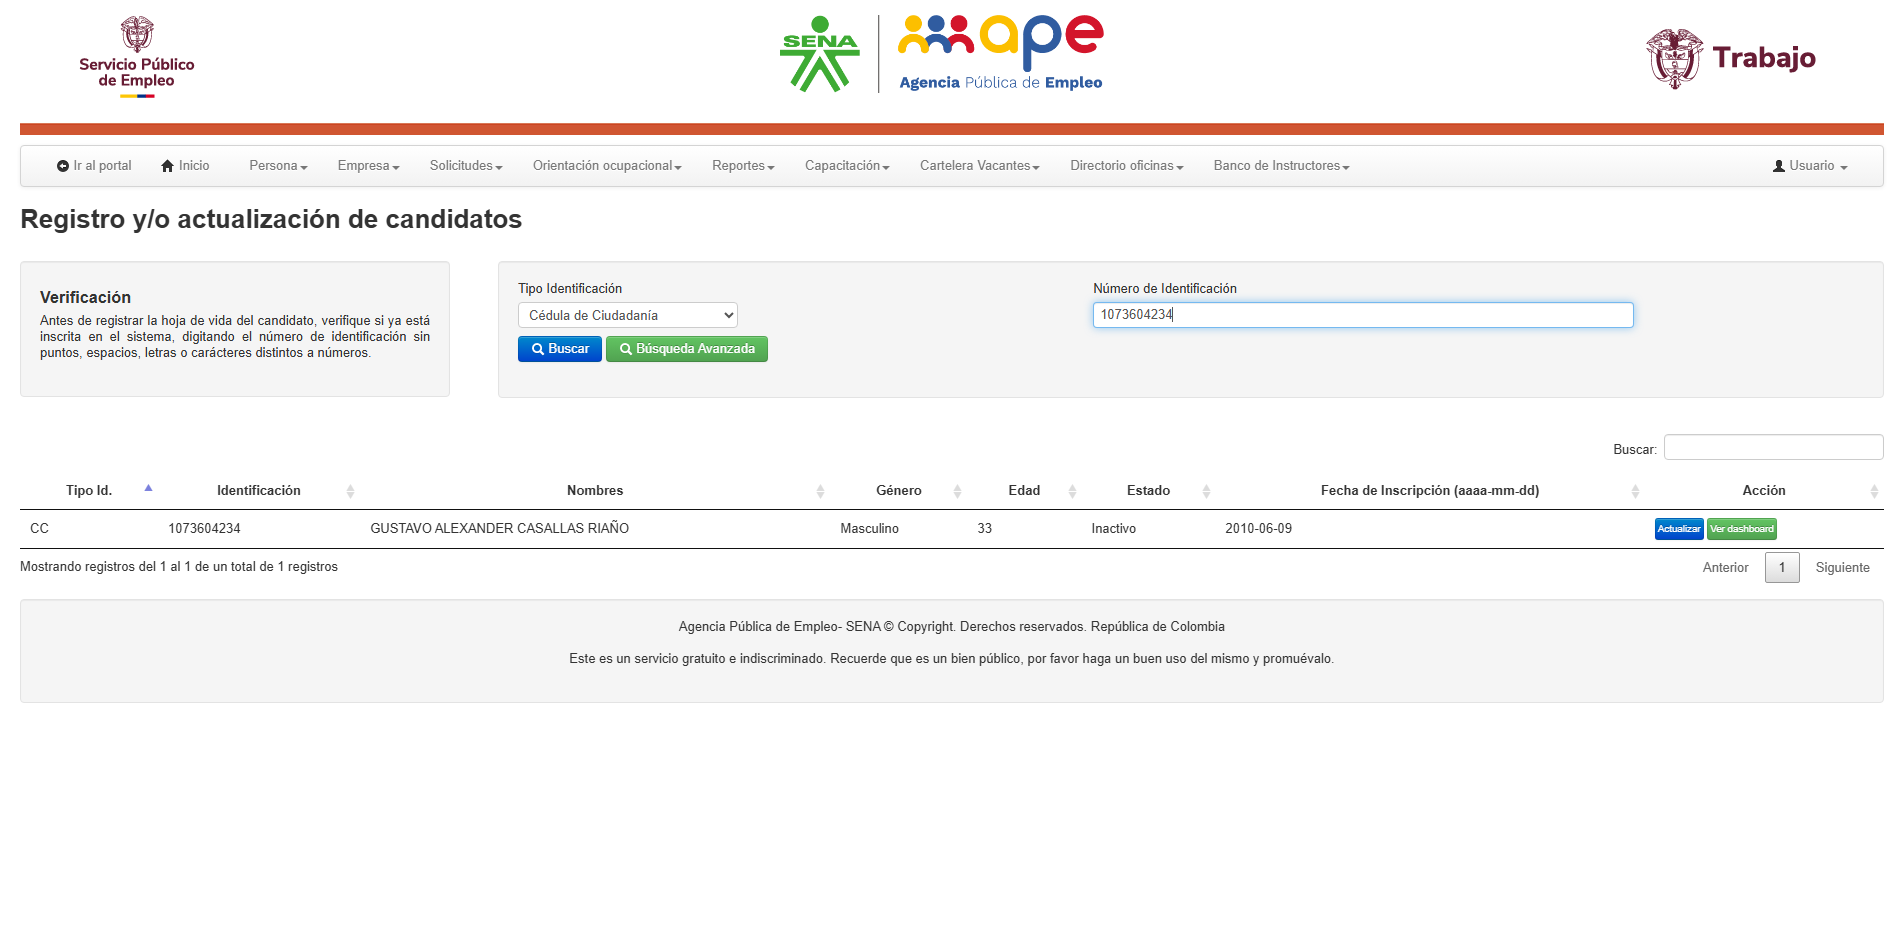 Servicio Público
de Empleo
SENA
ape
Agencia Pública de Empleo
Trabajo
Ir al portal Inicio Persona Empresa Solicitudes Orientación ocupacional Reportes Capacitación Cartelera Vacantes Directorio oficinas Banco de Instructores Usuario
Registro y/o actualización de candidatos
Verificación
Antes de registrar la hoja de vida del candidato, verifique si ya está
inscrita en el sistema, digitando el número de identificación sin
puntos, espacios, letras o carácteres distintos a números.
Tipo Identificación Número de Identificación
Cédula de Ciudadanía 1073604234
Buscar Búsqueda Avanzada
Buscar:
Tipo Id. Identificación Nombres Género Edad Estado Fecha de Inscripción (aaaa-mm-dd) Acción
CC 1073604234 GUSTAVO ALEXANDER CASALLAS RIAÑO Masculino 33 Inactivo 2010-06-09 Actualizar Ver dashboard
Mostrando registros del 1 al 1 de un total de 1 registros Anterior 1 Siguiente
Agencia Pública de Empleo- SENA © Copyright. Derechos reservados. República de Colombia
Este es un servicio gratuito e indiscriminado. Recuerde que es un bien público, por favor haga un buen uso del mismo y promuévalo.